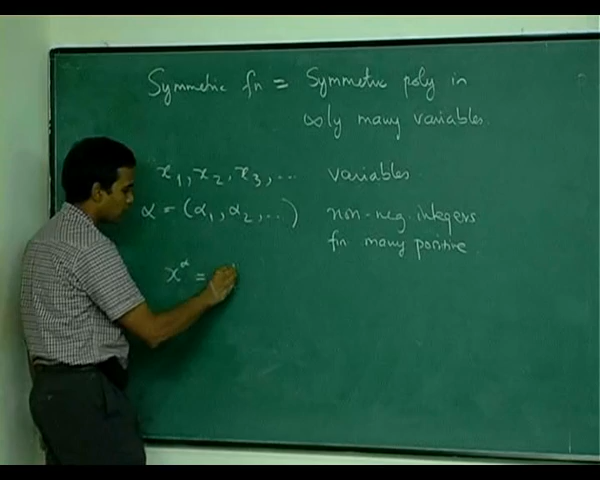 Symmetric fn = Symmetric poly in
∞ly many variables.
x₁, x₂, x₃, ... variables.
α = (α₁, α₂, ...) non-neg. integers
fin many positive.
x^α =